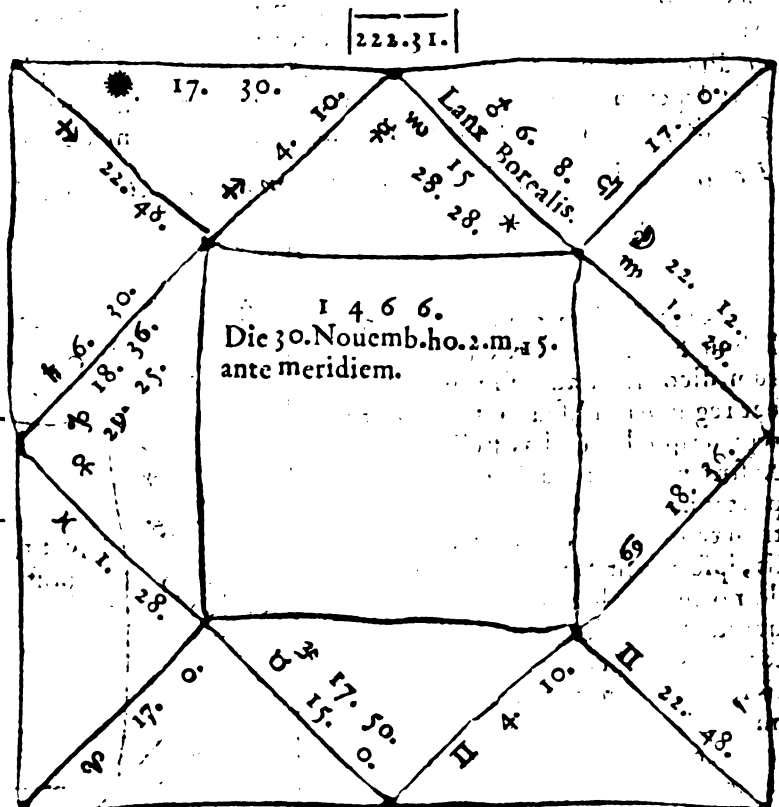 222.31.
17. 30.
♐ 22. 48.
♐ 4. 10.
♏ 15
28. 28.
Lanx Borealis.
♂ 6. 8.
♎ 17. 0.
22. 12.
♍ 1. 28.
♄ 6. 30.
♑ 18. 36.
29. 25.
1466.
Die 30. Nouemb. ho. 2. m. 15.
ante meridiem.
♋ 18. 36.
♓ 1. 28.
♈ 17. 0.
♃ 17. 50.
♉ 15. 0.
♊ 4. 10.
♊ 22. 48.